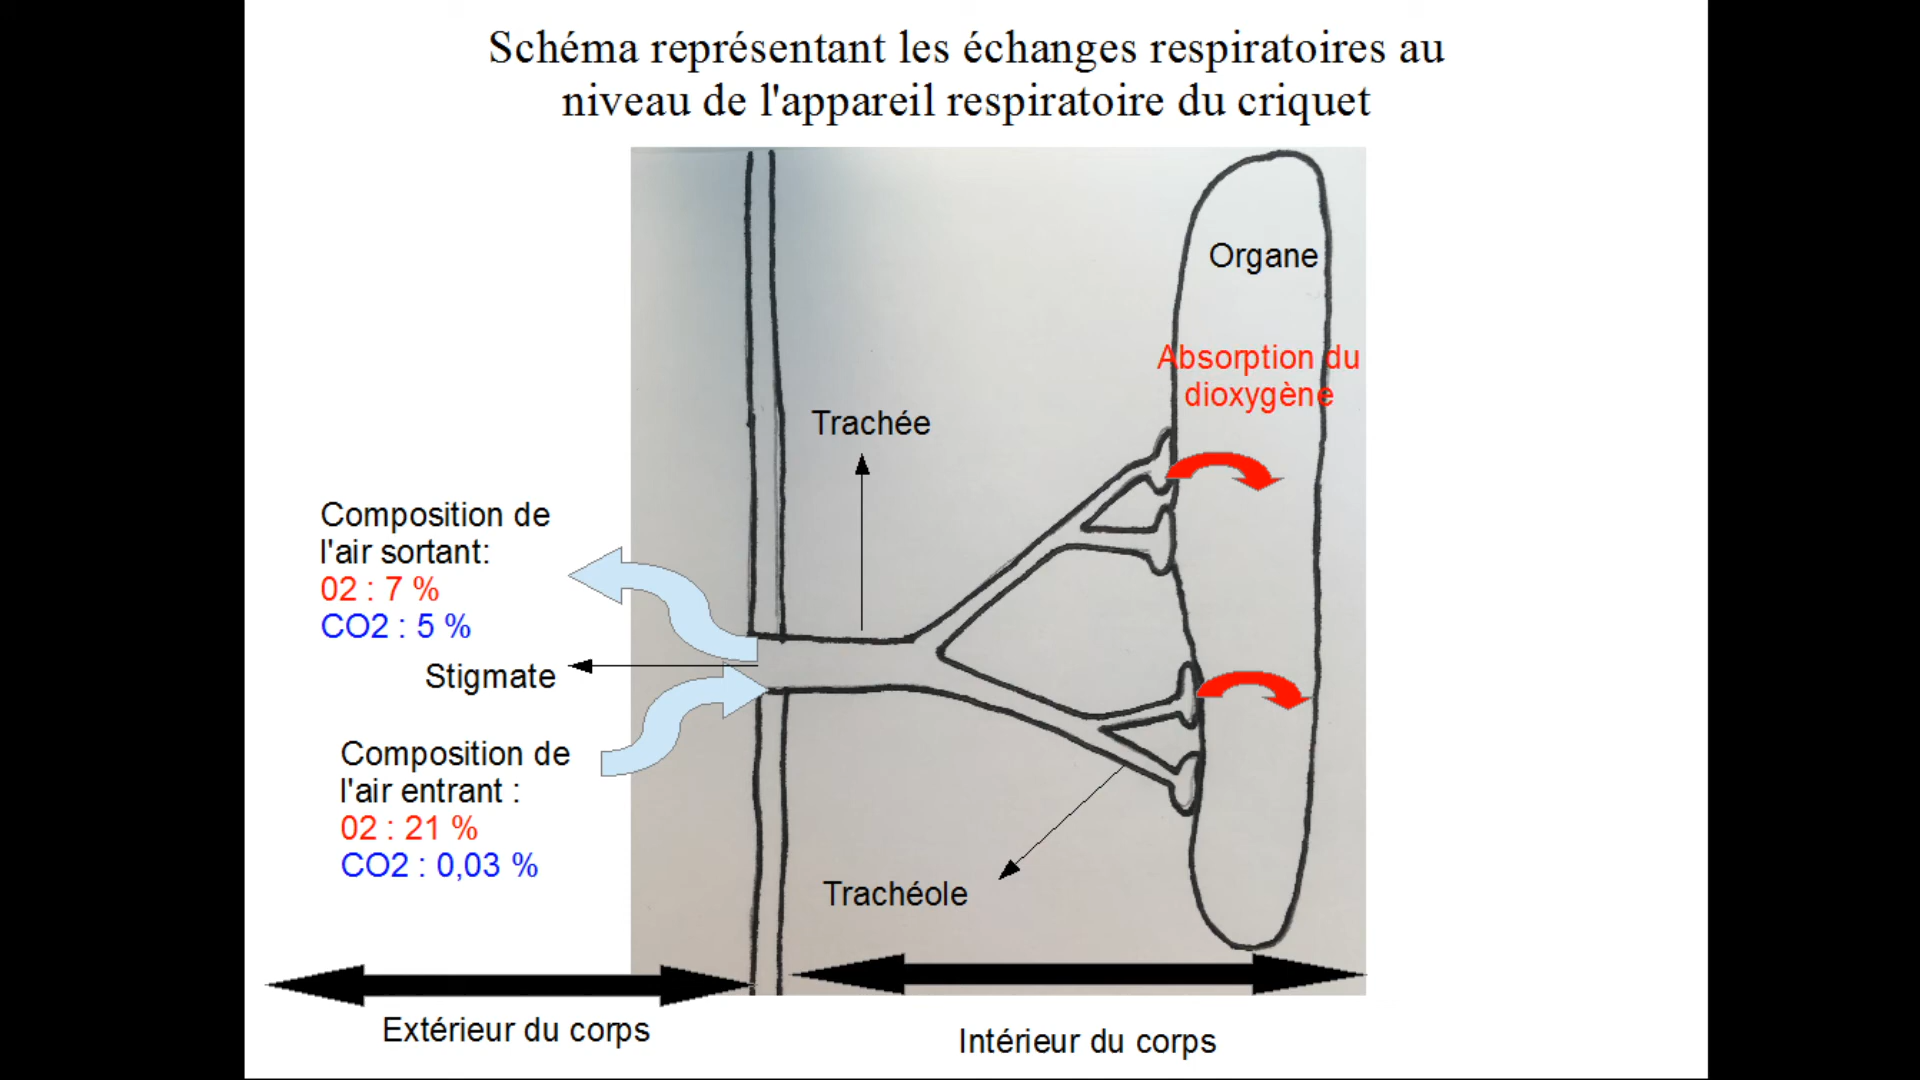 Schéma représentant les échanges respiratoires au
niveau de l'appareil respiratoire du criquet
Organe
Absorption du
dioxygène
Trachée
Composition de
l'air sortant:
02 : 7 %
CO2 : 5 %
Stigmate
Composition de
l'air entrant :
02 : 21 %
CO2 : 0,03 %
Trachéole
Extérieur du corps
Intérieur du corps